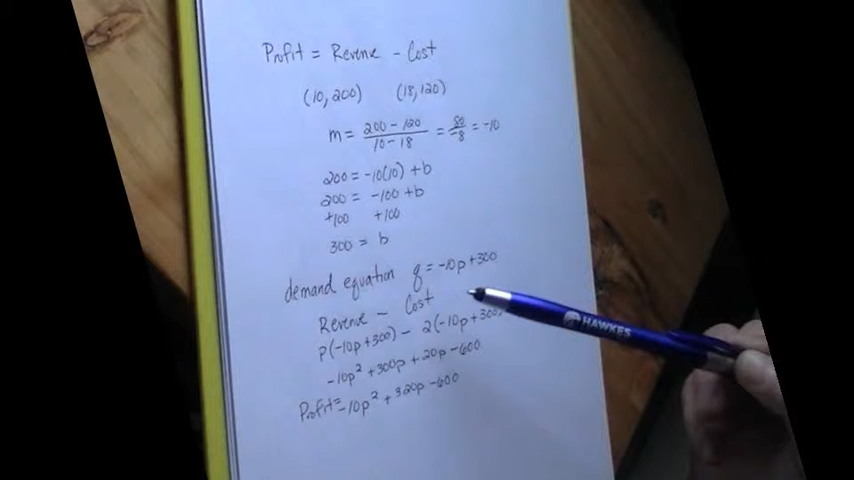 Profit = Revenue - Cost
(10, 200) (18, 120)
m = 200 - 120 / 10 - 18 = 80 / -8 = -10
200 = -10(10) + b
200 = -100 + b
+100 +100
300 = b
demand equation q = -10p + 300
Revenue - Cost
p(-10p + 300) - 2(-10p + 300)
-10p² + 300p + 20p - 600
Profit = -10p² + 320p - 600
HAWKES